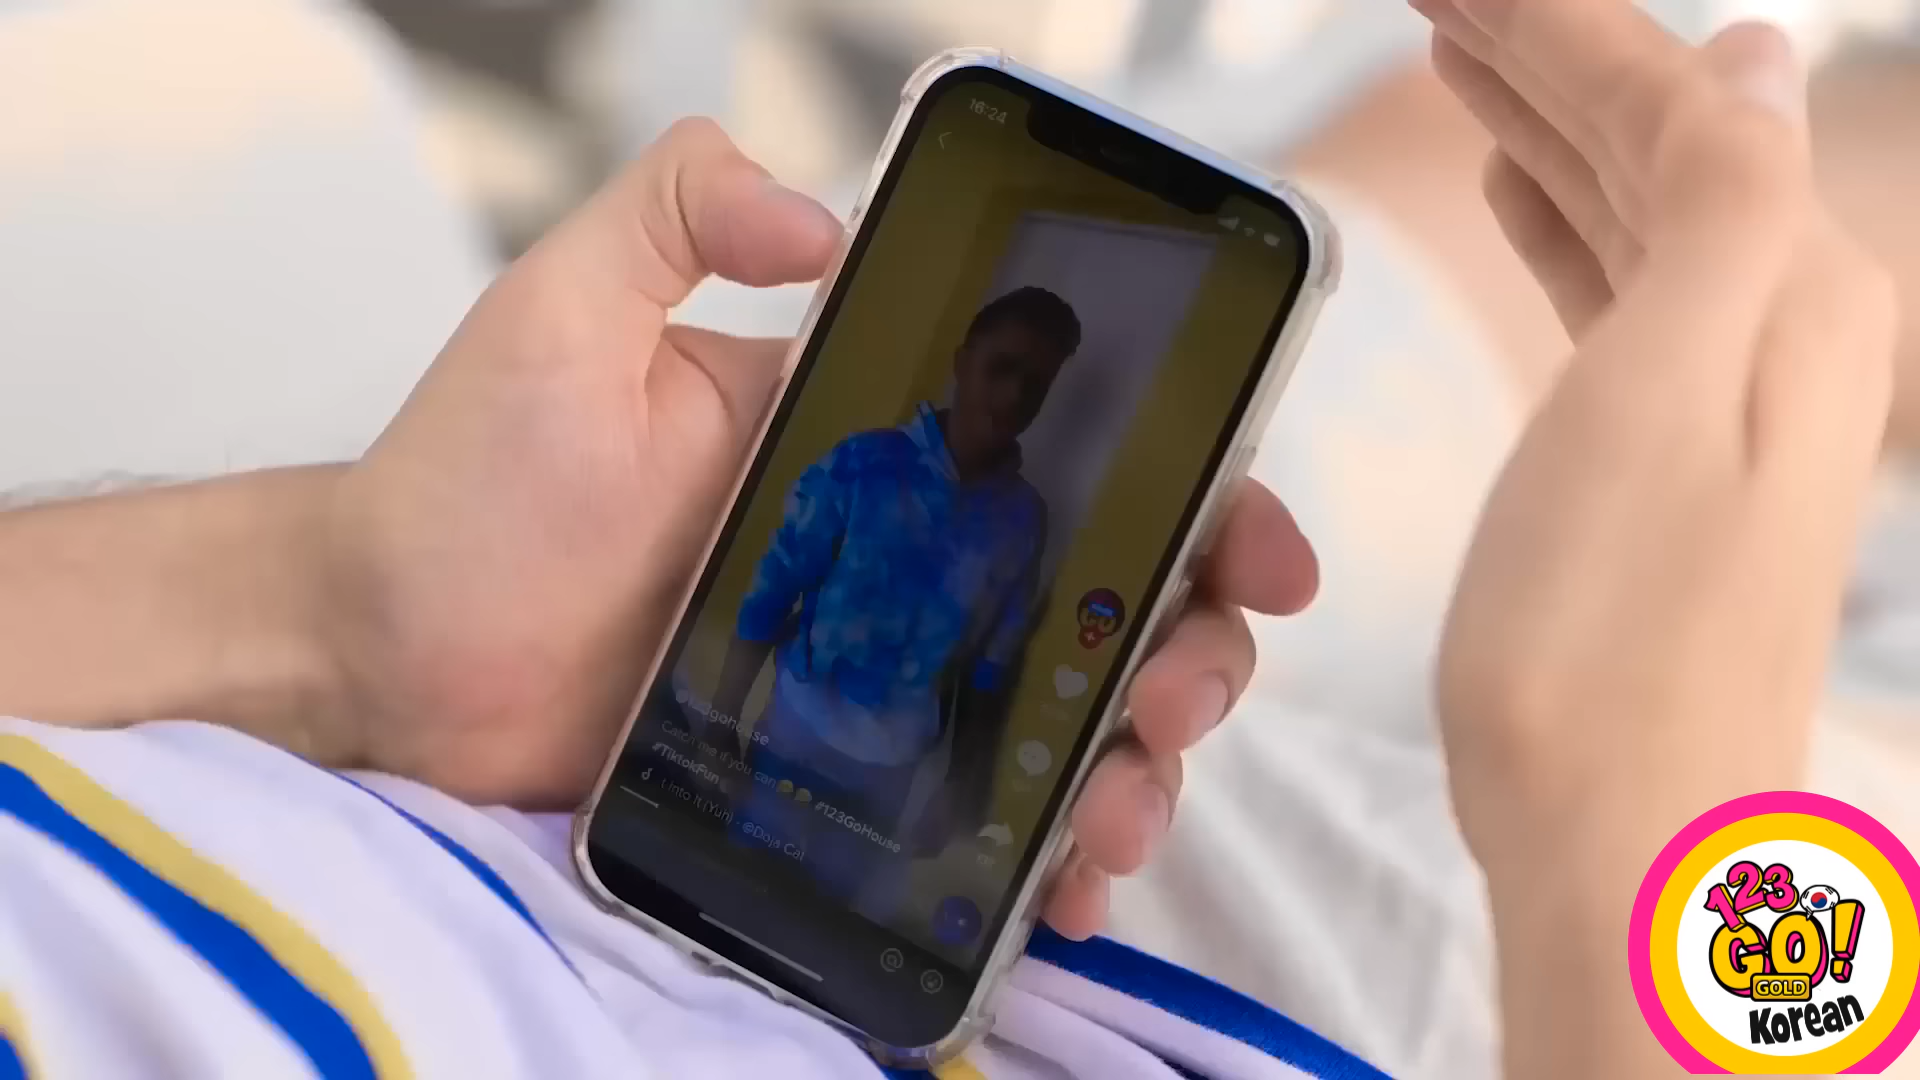 16:24
@123gohouse
Catch me if you can #123GoHouse
#TiktokFun
t Into It (Yuh) - @Doja Cat
123
GO!
GOLD
Korean